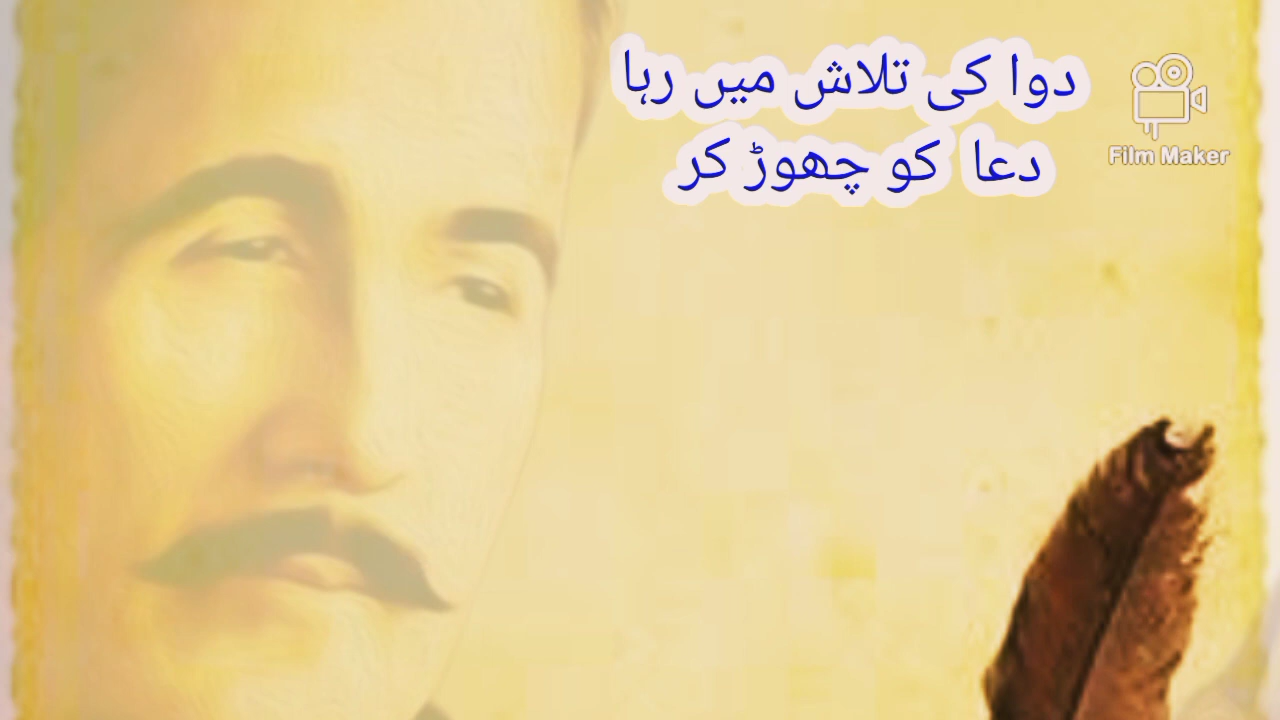 دوا کی تلاش میں رہا
دعا کو چھوڑ کر
Film Maker